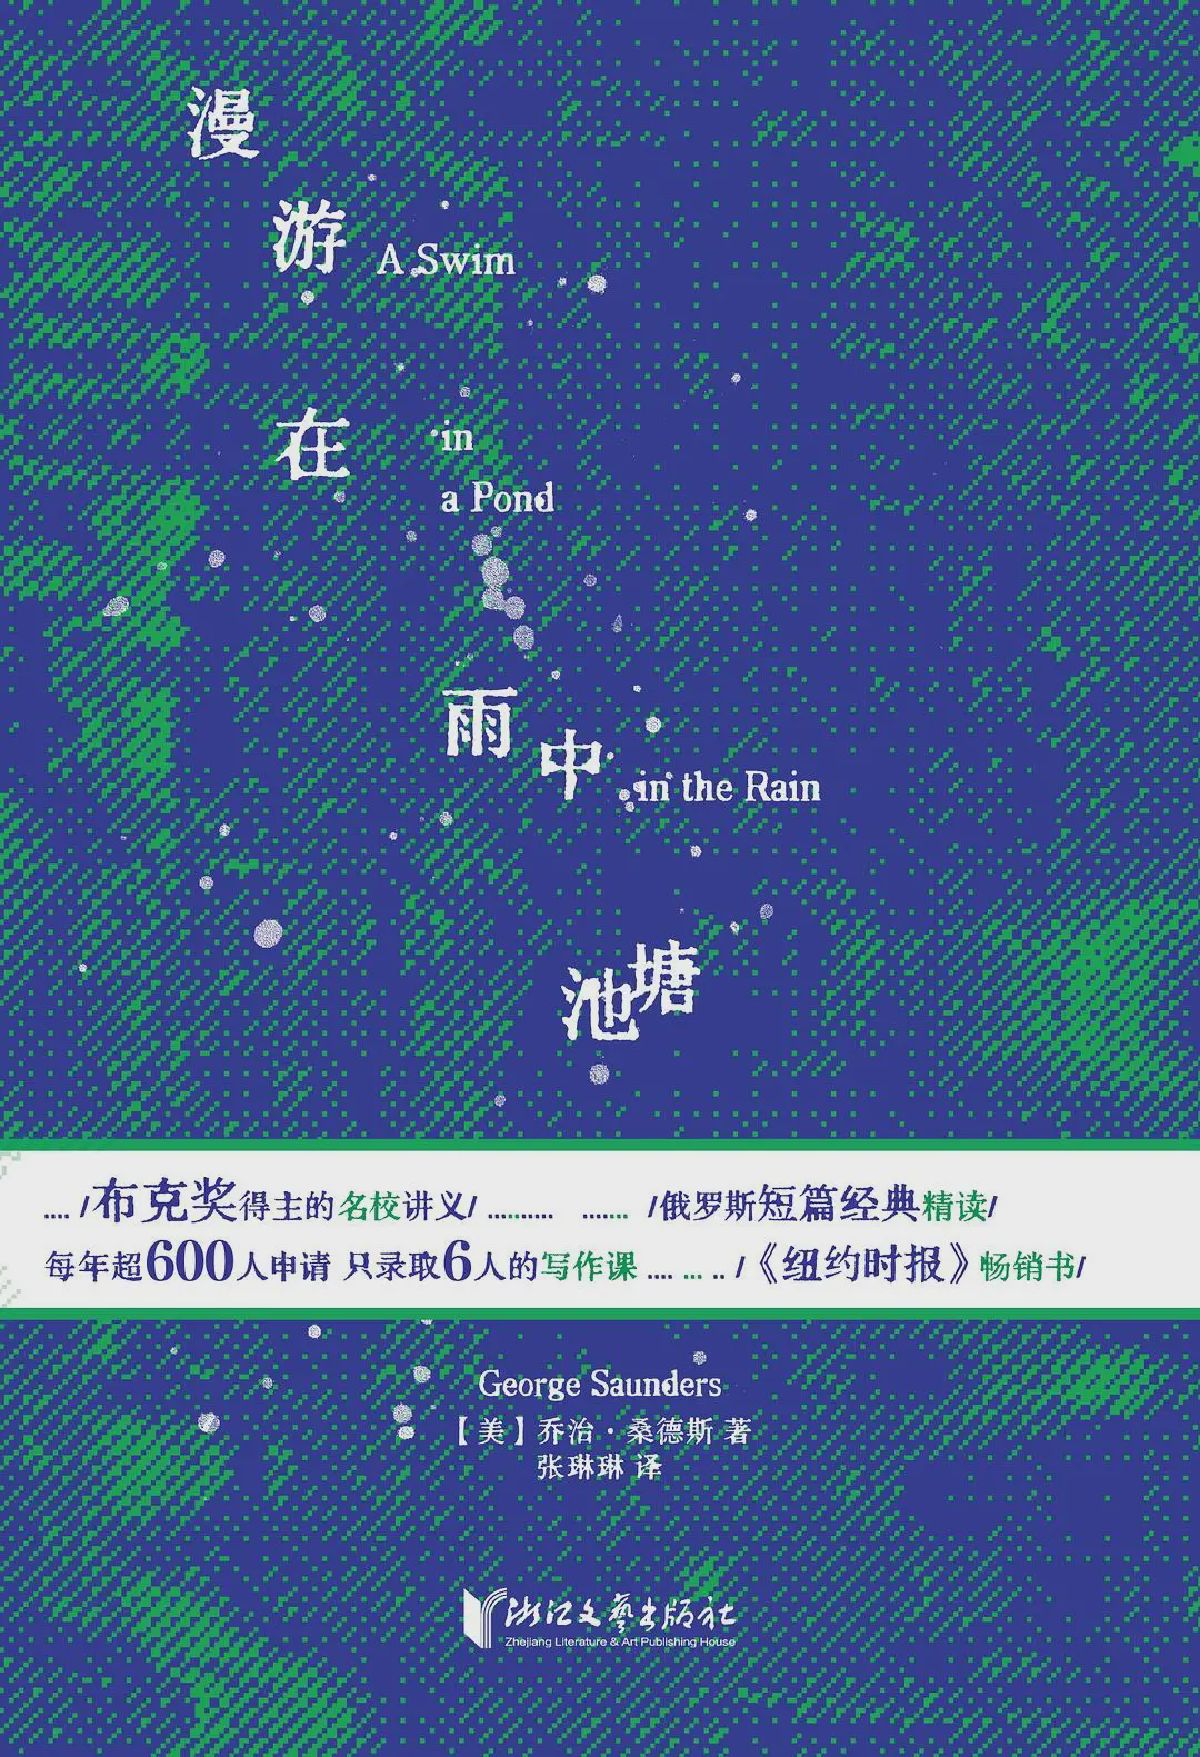 漫
游
A Swim
在
in
a Pond
雨
中
in the Rain
池塘
.... /布克奖得主的名校讲义/ ........... ....... /俄罗斯短篇经典精读/
每年超600人申请 只录取6人的写作课 .... ... .. /《纽约时报》畅销书/
George Saunders
【美】乔治·桑德斯 著
张琳琳 译
浙江文艺出版社
Zhejiang Literature & Art Publishing House